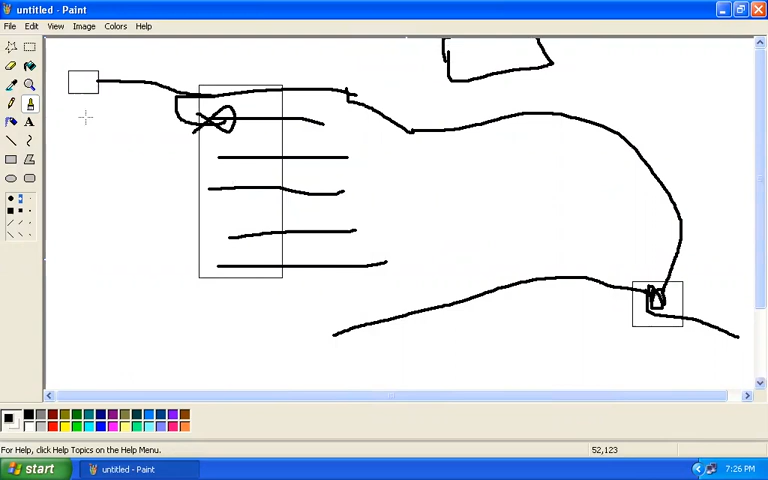 untitled - Paint
File Edit View Image Colors Help
A
For Help, click Help Topics on the Help Menu.
52,123
start
untitled - Paint
7:26 PM